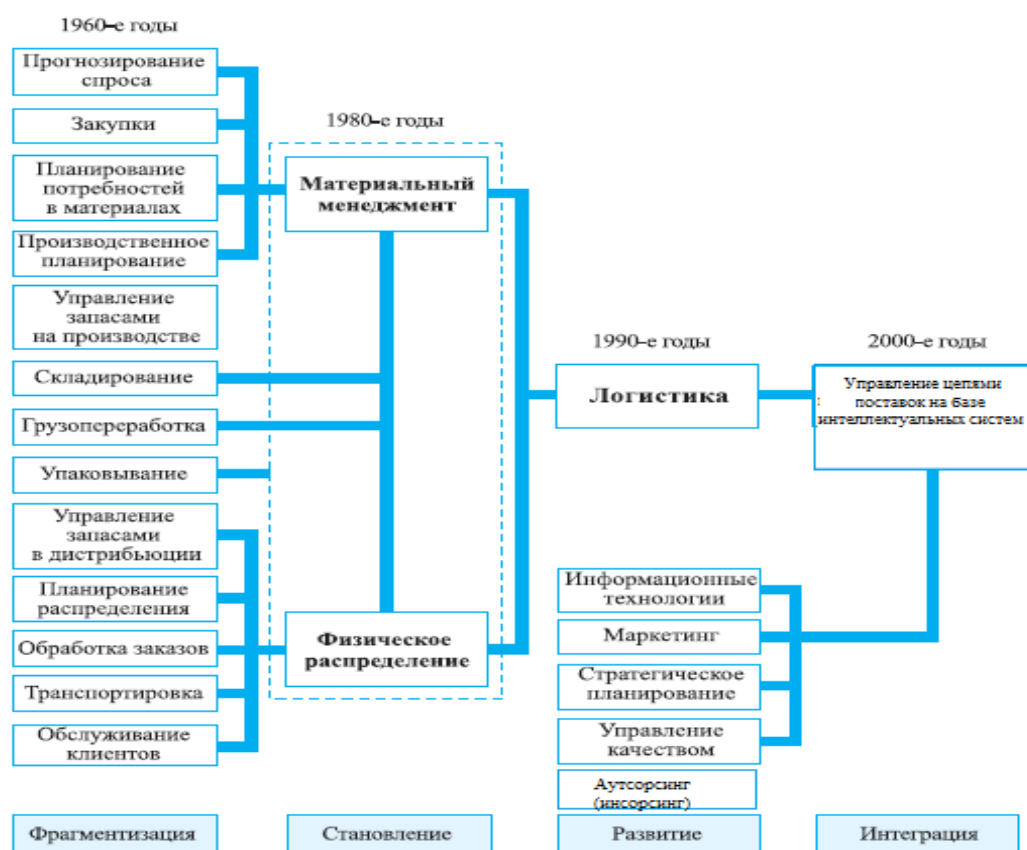 1960-е годы
Прогнозирование
спроса
Закупки
Планирование
потребностей
в материалах
Производственное
планирование
Управление
запасами
на производстве
Складирование
Грузопереработка
Упаковывание
Управление
запасами
в дистрибьюции
Планирование
распределения
Обработка заказов
Транспортировка
Обслуживание
клиентов
Фрагментизация
1980-е годы
Материальный
менеджмент
Физическое
распределение
Становление
1990-е годы
Логистика
Информационные
технологии
Маркетинг
Стратегическое
планирование
Управление
качеством
Аутсорсинг
(инсорсинг)
Развитие
2000-е годы
Управление цепями
: поставок на базе
интеллектуальных систем
Интеграция